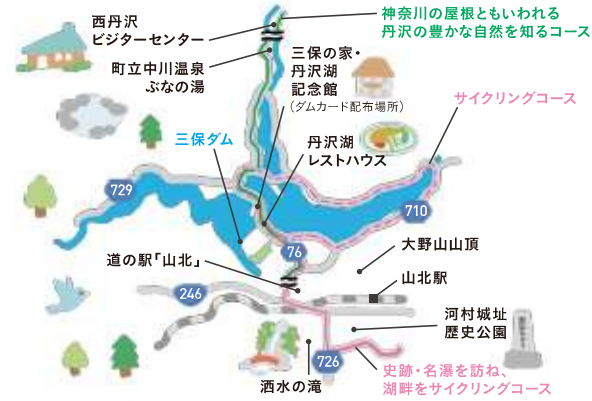 西丹沢
ビジターセンター
神奈川の屋根ともいわれる
丹沢の豊かな自然を知るコース
町立中川温泉
ぶなの湯
三保の家・
丹沢湖
記念館
（ダムカード配布場所）
サイクリングコース
三保ダム
丹沢湖
レストハウス
729
710
76
大野山山頂
道の駅「山北」
246
山北駅
河村城址
歴史公園
726
洒水の滝
史跡・名瀑を訪ね、
湖畔をサイクリングコース